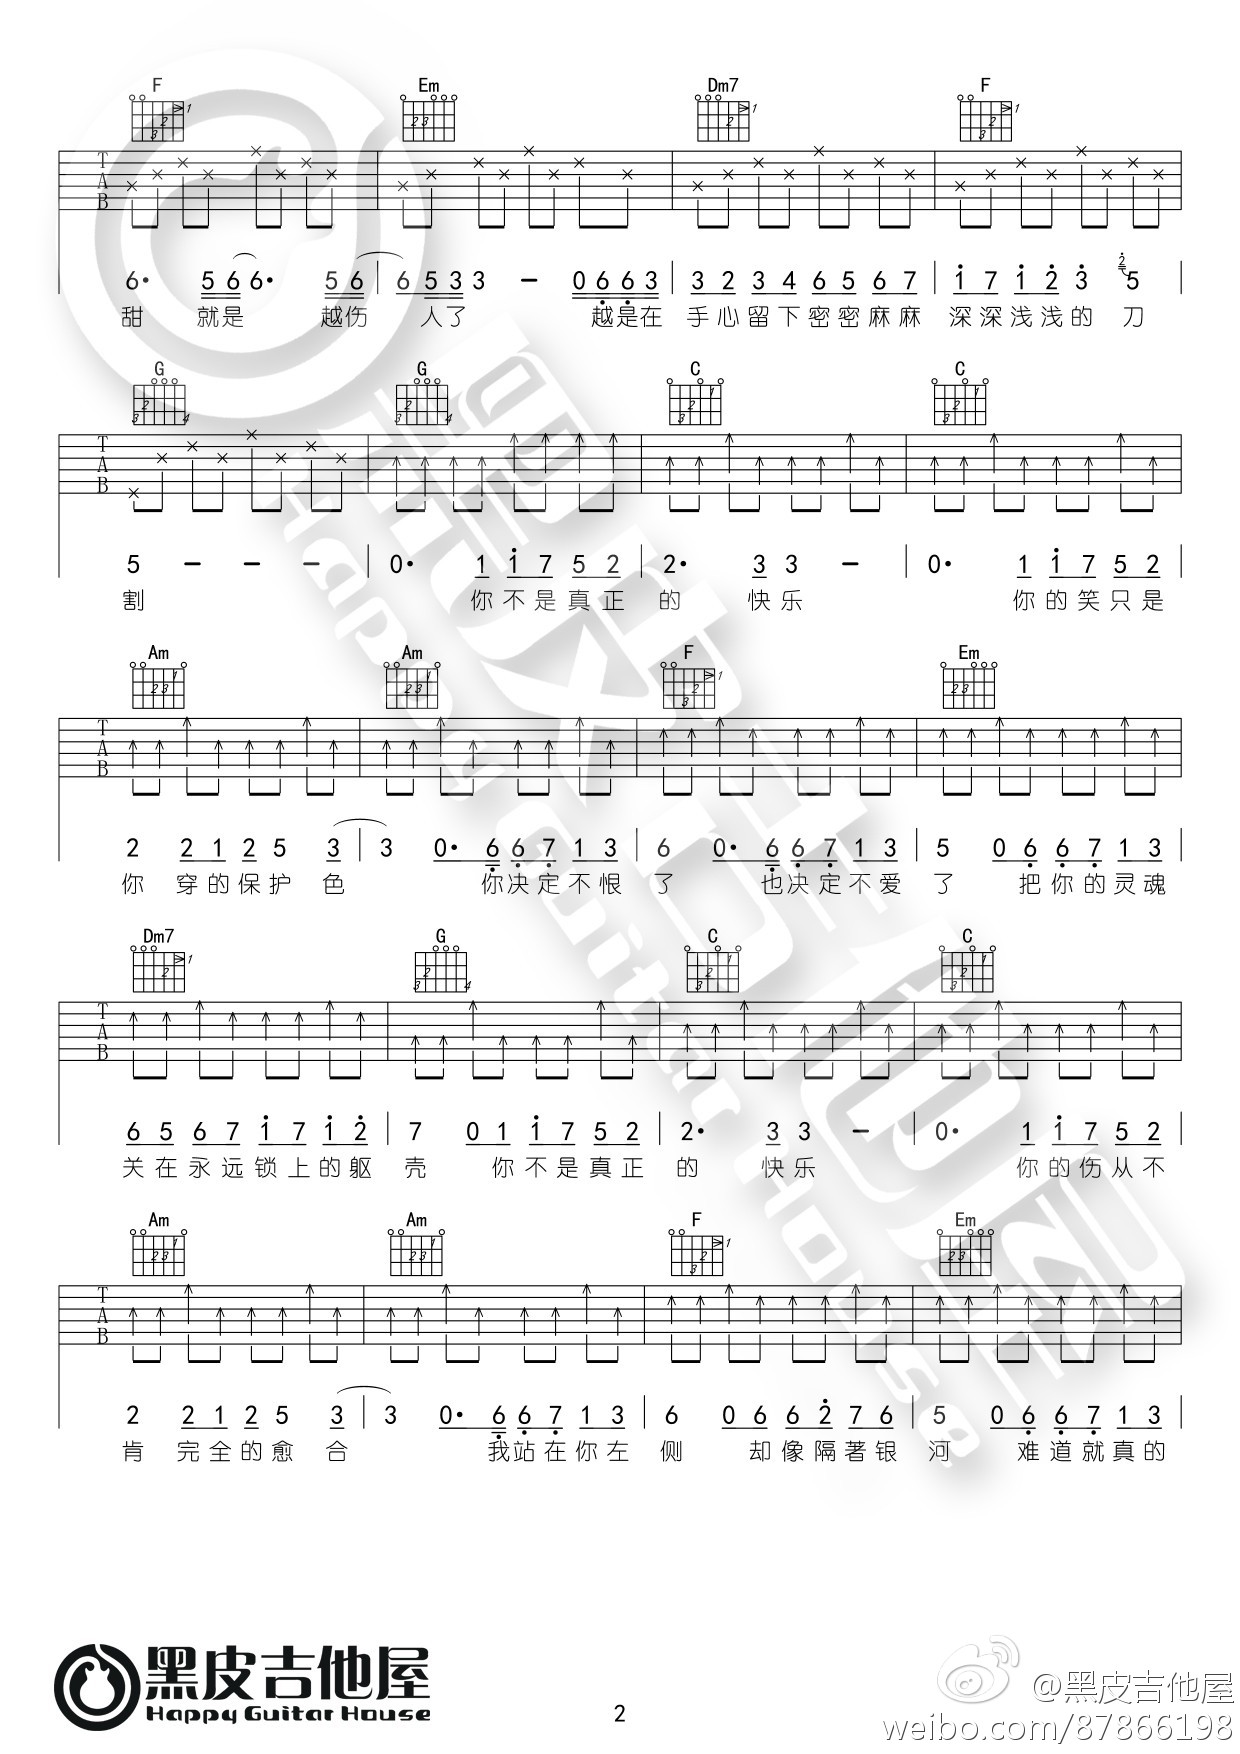 F Em Dm7 F
T A B
6· 5 6 6· 5 6 6 5 3 3 – 0 6 6 3 3 2 3 4 6 5 6 7 1 7 1 2 3 2 5
甜 就是 越伤 人了 越是在 手心留下密密麻麻 深深浅浅的 刀
G G C C
T A B
5 – – – 0· 1 1 7 5 2 2· 3 3 – 0· 1 1 7 5 2
割 你不是真正 的 快乐 你的笑只是
Am Am F Em
T A B
2 2 1 2 5 3 3 0· 6 6 7 1 3 6 0· 6 6 7 1 3 5 0 6 6 7 1 3
你 穿的保护 色 你决定不恨 了 也决定不爱 了 把你的灵魂
Dm7 G C C
T A B
6 5 6 7 1 7 1 2 7 0 1 1 7 5 2 2· 3 3 – 0· 1 1 7 5 2
关在永远锁上的躯 壳 你不是真正 的 快乐 你的伤从不
Am Am F Em
T A B
2 2 1 2 5 3 3 0· 6 6 7 1 3 6 0 6 6 2 7 6 5 0 6 6 7 1 3
肯 完全的愈 合 我站在你左 侧 却像隔著银 河 难道就真的
黑皮吉他屋
Happy Guitar House
2
@黑皮吉他屋
weibo.com/87866198